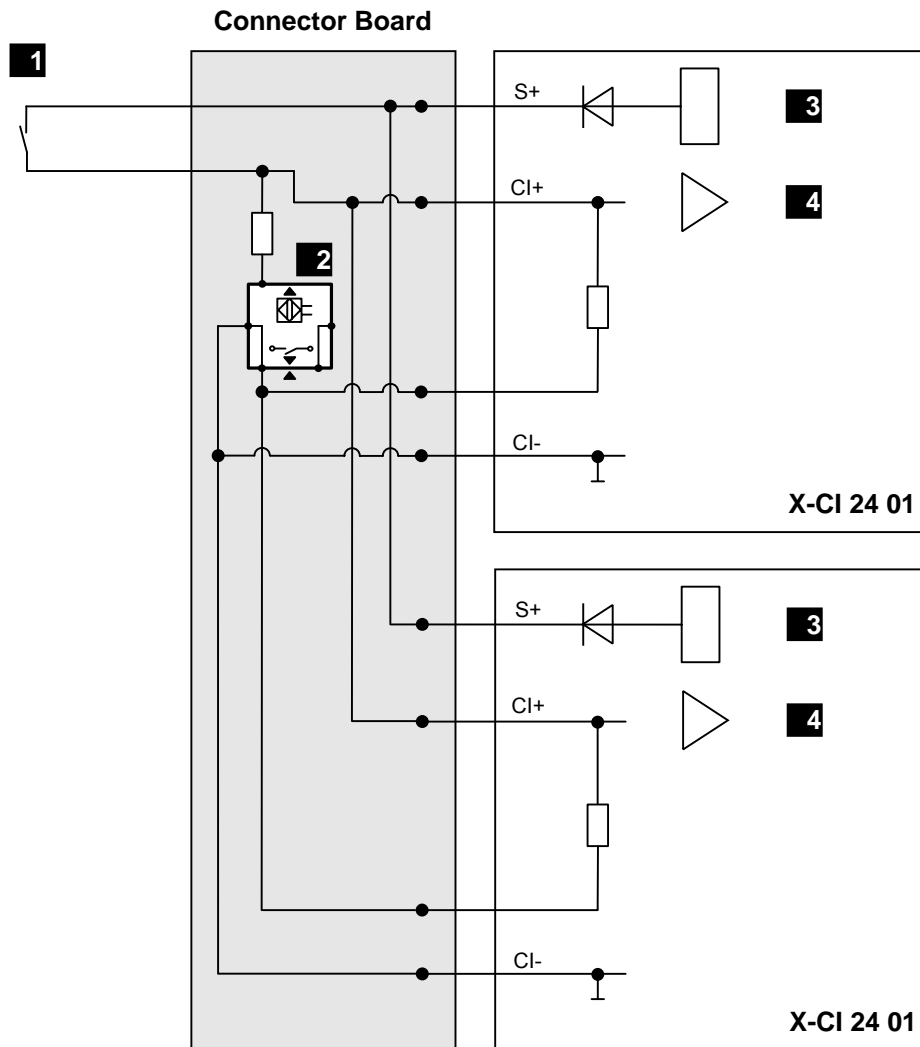 Connector Board
1
S+
3
CI+
4
2
CI-
X-CI 24 01
S+
3
CI+
4
CI-
X-CI 24 01